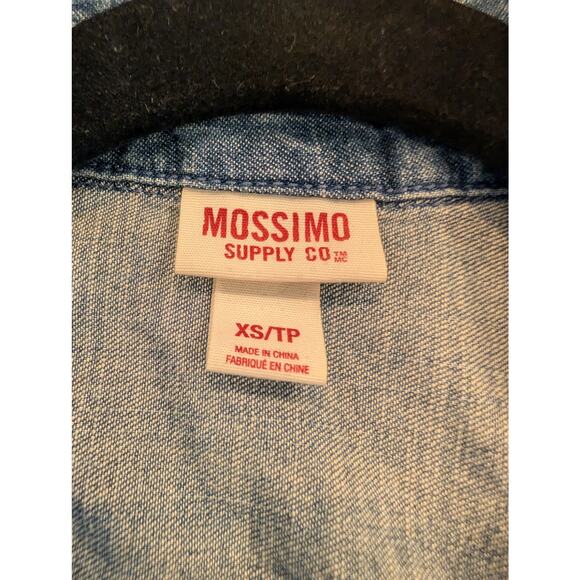 MOSSIMO
SUPPLY CO TM MC
XS/TP
MADE IN CHINA
FABRIQUÉ EN CHINE